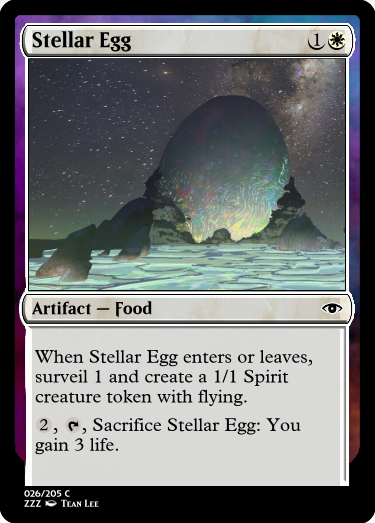 Stellar Egg 1
Artifact — Food
When Stellar Egg enters or leaves,
surveil 1 and create a 1/1 Spirit
creature token with flying.
2, , Sacrifice Stellar Egg: You
gain 3 life.
026/205 C
ZZZ Tean Lee